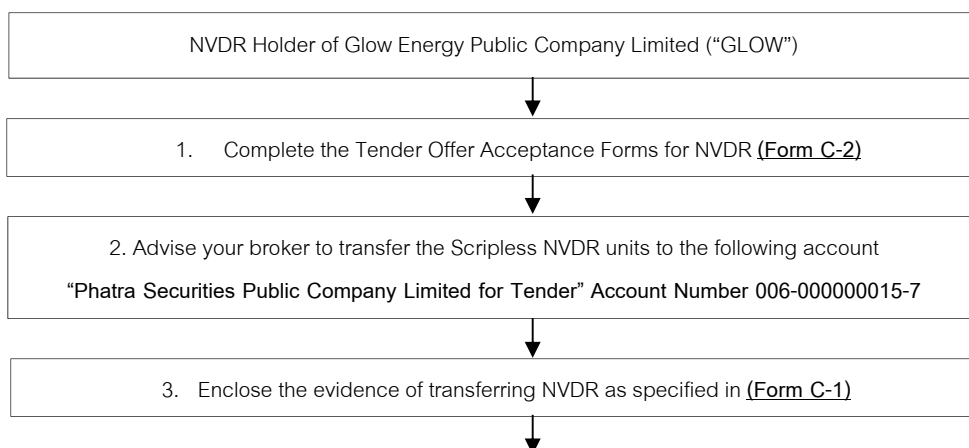 NVDR Holder of Glow Energy Public Company Limited (“GLOW”)
1. Complete the Tender Offer Acceptance Forms for NVDR (Form C-2)
2. Advise your broker to transfer the Scripless NVDR units to the following account
“Phatra Securities Public Company Limited for Tender” Account Number 006-000000015-7
3. Enclose the evidence of transferring NVDR as specified in (Form C-1)